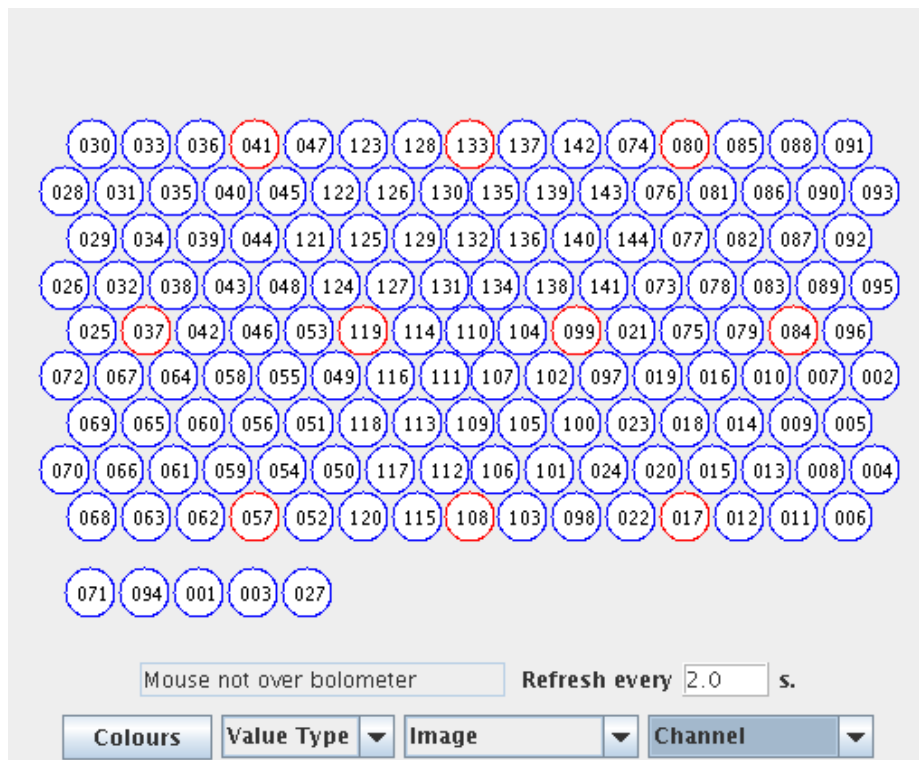 030 033 036 041 047 123 128 133 137 142 074 080 085 088 091
028 031 035 040 045 122 126 130 135 139 143 076 081 086 090 093
029 034 039 044 121 125 129 132 136 140 144 077 082 087 092
026 032 038 043 048 124 127 131 134 138 141 073 078 083 089 095
025 037 042 046 053 119 114 110 104 099 021 075 079 084 096
072 067 064 058 055 049 116 111 107 102 097 019 016 010 007 002
069 065 060 056 051 118 113 109 105 100 023 018 014 009 005
070 066 061 059 054 050 117 112 106 101 024 020 015 013 008 004
068 063 062 057 052 120 115 108 103 098 022 017 012 011 006
071 094 001 003 027
Mouse not over bolometer Refresh every 2.0 s.
Colours Value Type Image Channel